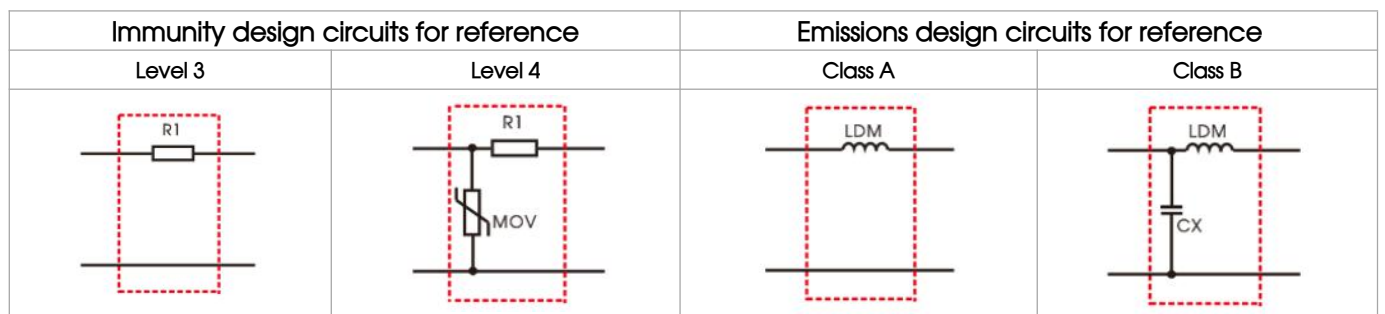 Immunity design circuits for reference
Emissions design circuits for reference
Level 3
Level 4
Class A
Class B
R1
R1
MOV
LDM
LDM
CX